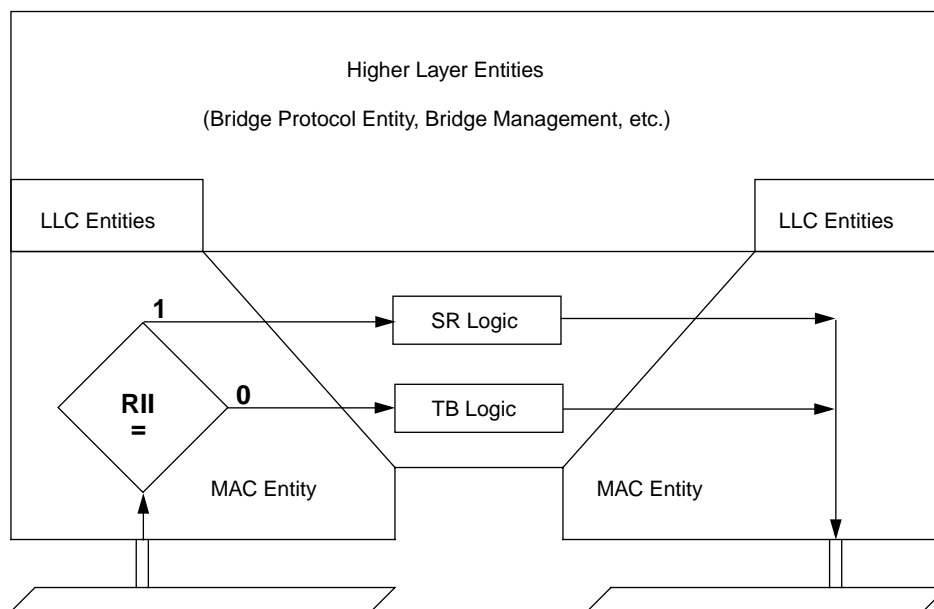 Higher Layer Entities
(Bridge Protocol Entity, Bridge Management, etc.)
LLC Entities
LLC Entities
1
SR Logic
0
RII
=
TB Logic
MAC Entity
MAC Entity